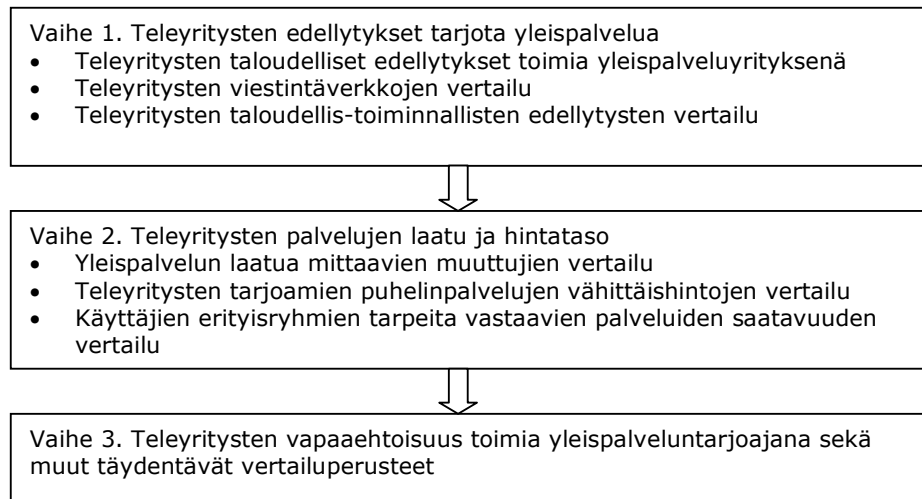 Vaihe 1. Teleyritysten edellytykset tarjota yleispalvelua
• Teleyritysten taloudelliset edellytykset toimia yleispalveluyrityksenä
• Teleyritysten viestintäverkkojen vertailu
• Teleyritysten taloudellis-toiminnallisten edellytysten vertailu
Vaihe 2. Teleyritysten palvelujen laatu ja hintataso
• Yleispalvelun laatua mittaavien muuttujien vertailu
• Teleyritysten tarjoamien puhelinpalvelujen vähittäishintojen vertailu
• Käyttäjien erityisryhmien tarpeita vastaavien palveluiden saatavuuden
vertailu
Vaihe 3. Teleyritysten vapaaehtoisuus toimia yleispalveluntarjoajana sekä
muut täydentävät vertailuperusteet